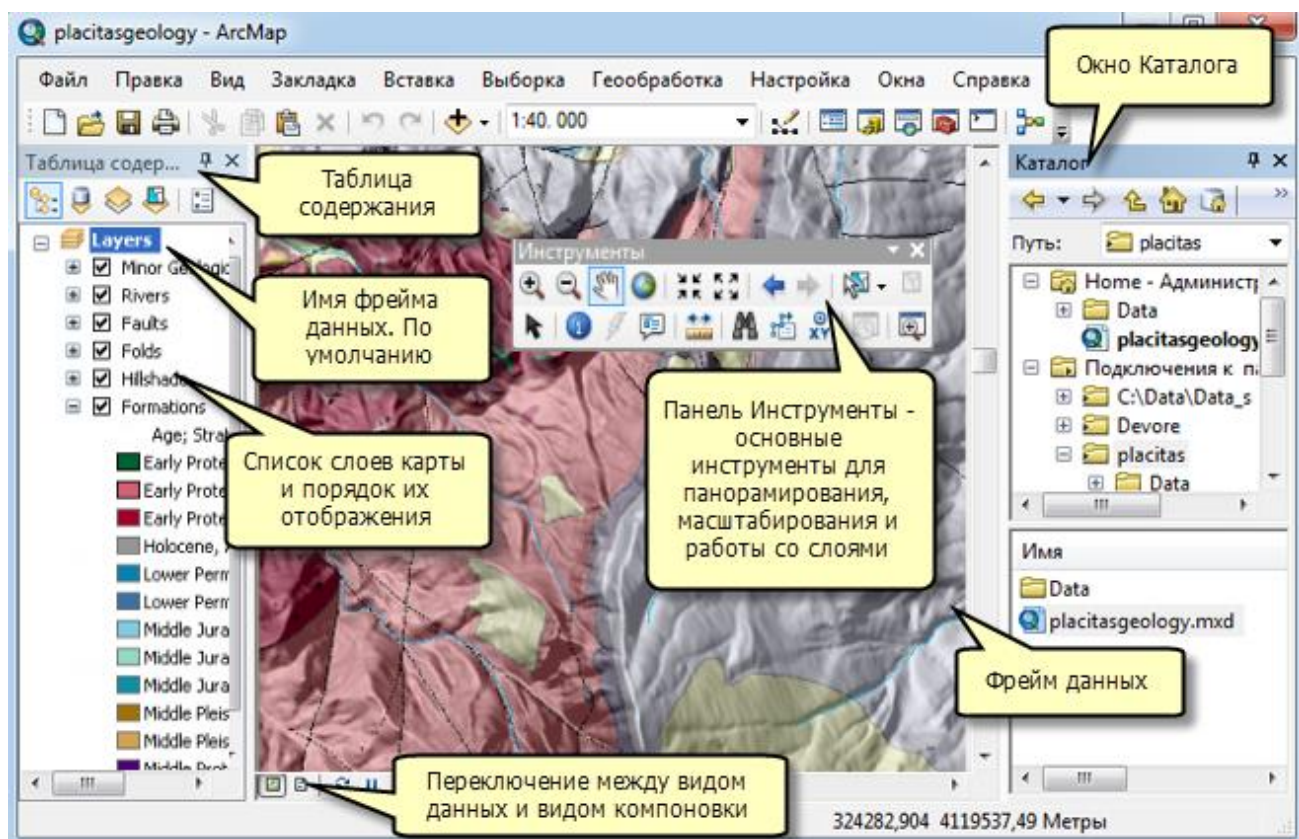 placitasgeology - ArcMap
Файл Правка Вид Закладка Вставка Выборка Геообработка Настройка Окна Справка
1:40. 000
Окно Каталога
Таблица содер...
Таблица
содержания
Layers
Minor Geologic
Rivers
Faults
Folds
Hillshade
Formations
Age;
Early Prote
Early Prote
Early Prote
Holocene,
Lower Perm
Lower Perm
Middle Jura
Middle Jura
Middle Jura
Middle Pleis
Middle Pleis
Имя фрейма
данных. По
умолчанию
Список слоев карты
и порядок их
отображения
Инструменты
XY
Панель Инструменты -
основные
инструменты для
панорамирования,
масштабирования и
работы со слоями
Каталог
Путь: placitas
Home - Админист
Data
placitasgeology
Подключения к
C:\Data\Data_s
Devore
placitas
Data
Имя
Data
placitasgeology.mxd
Фрейм данных
Переключение между видом
данных и видом компоновки
324282,904 4119537,49 Метры